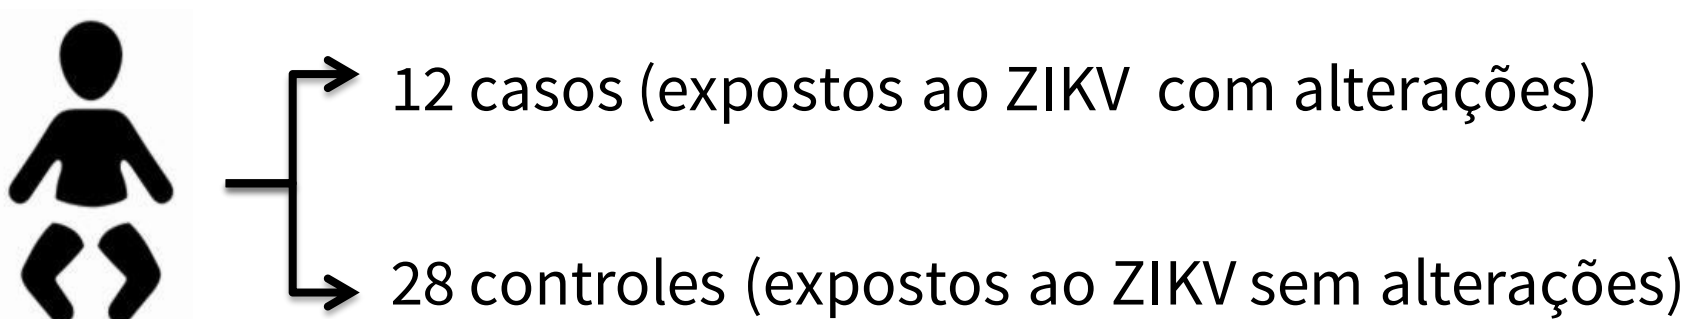 12 casos (expostos ao ZIKV com alterações)
28 controles (expostos ao ZIKV sem alterações)